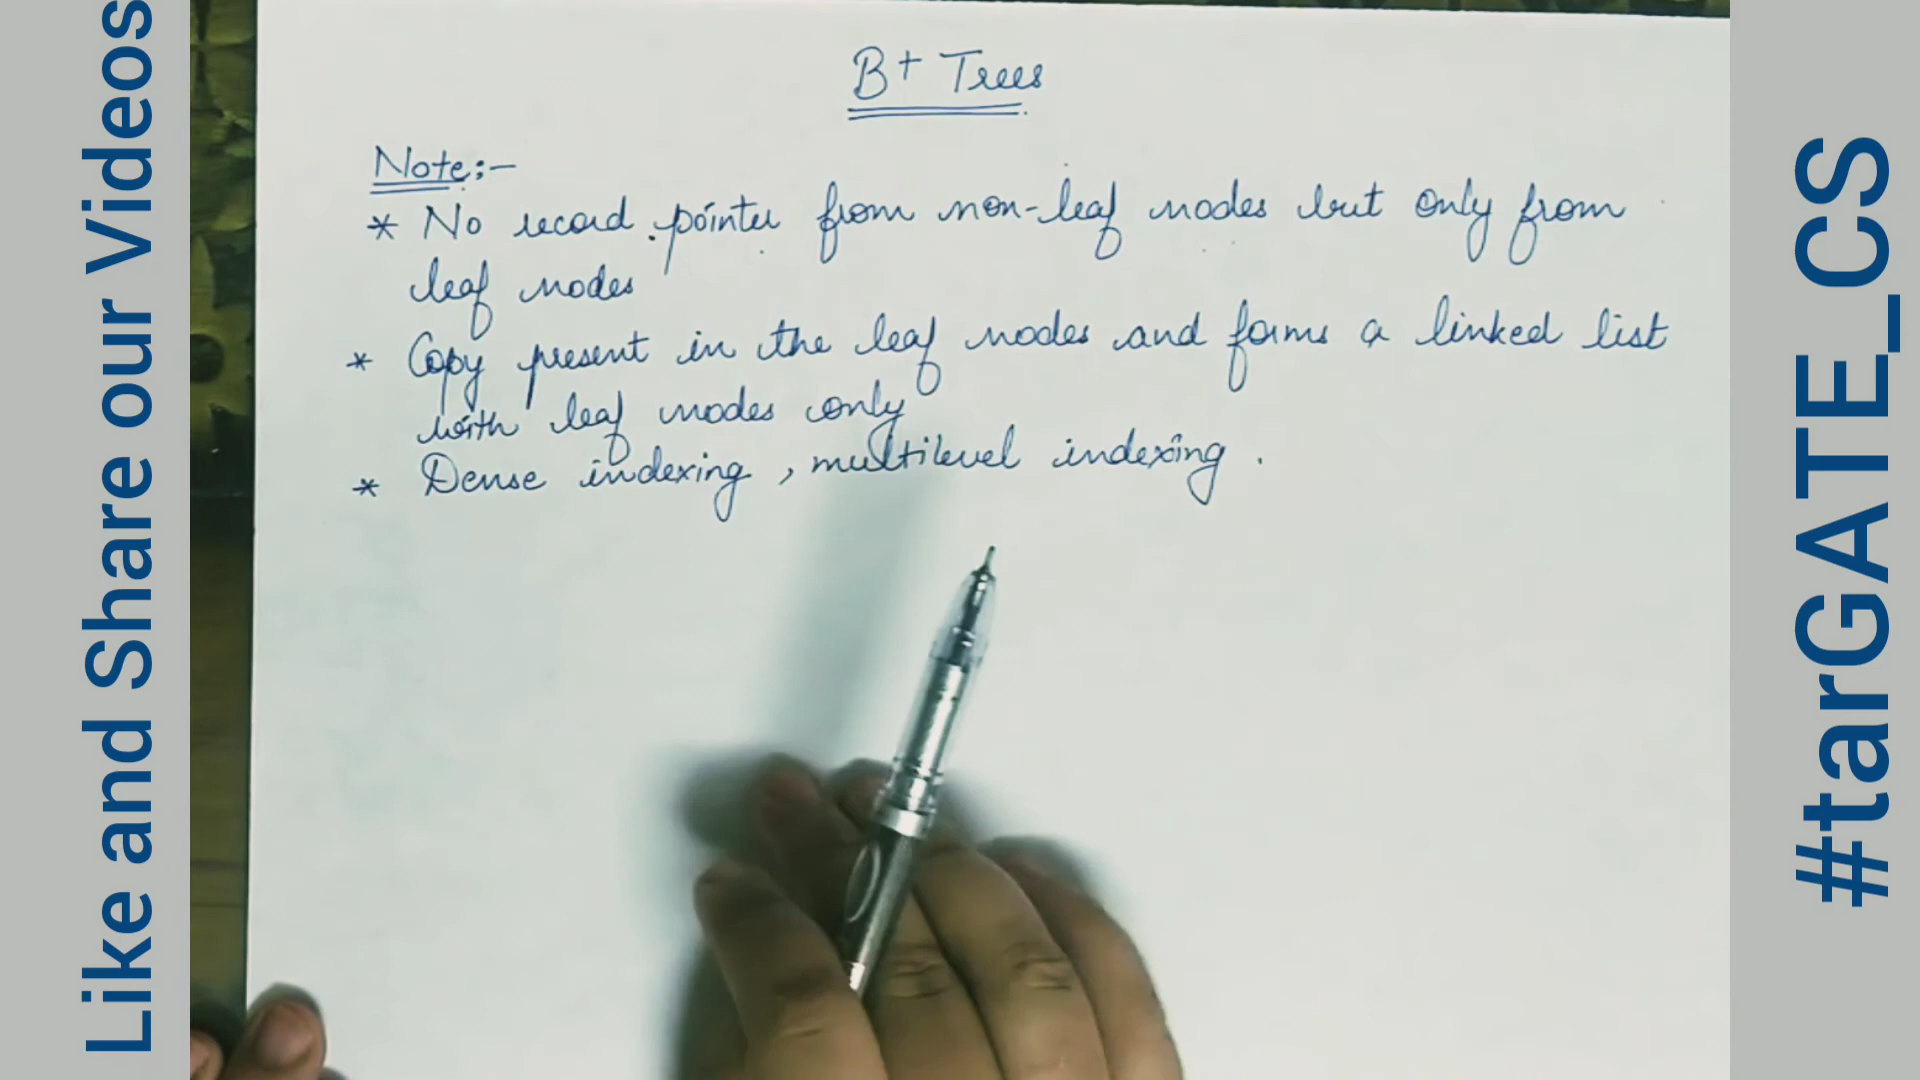 Like and Share our Videos
B+ Trees
Note:-
* No record pointer from non-leaf nodes but only from
leaf nodes
* Copy present in the leaf nodes and forms a linked list
with leaf nodes only
* Dense indexing, multilevel indexing.
#tarGATE_CS